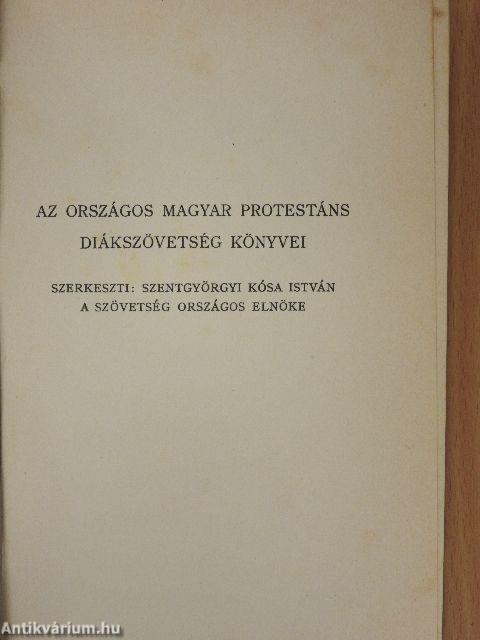 AZ ORSZÁGOS MAGYAR PROTESTÁNS
DIÁKSZÖVETSÉG KÖNYVEI
SZERKESZTI: SZENTGYÖRGYI KÓSA ISTVÁN
A SZÖVETSÉG ORSZÁGOS ELNÖKE
Antikvárium.hu